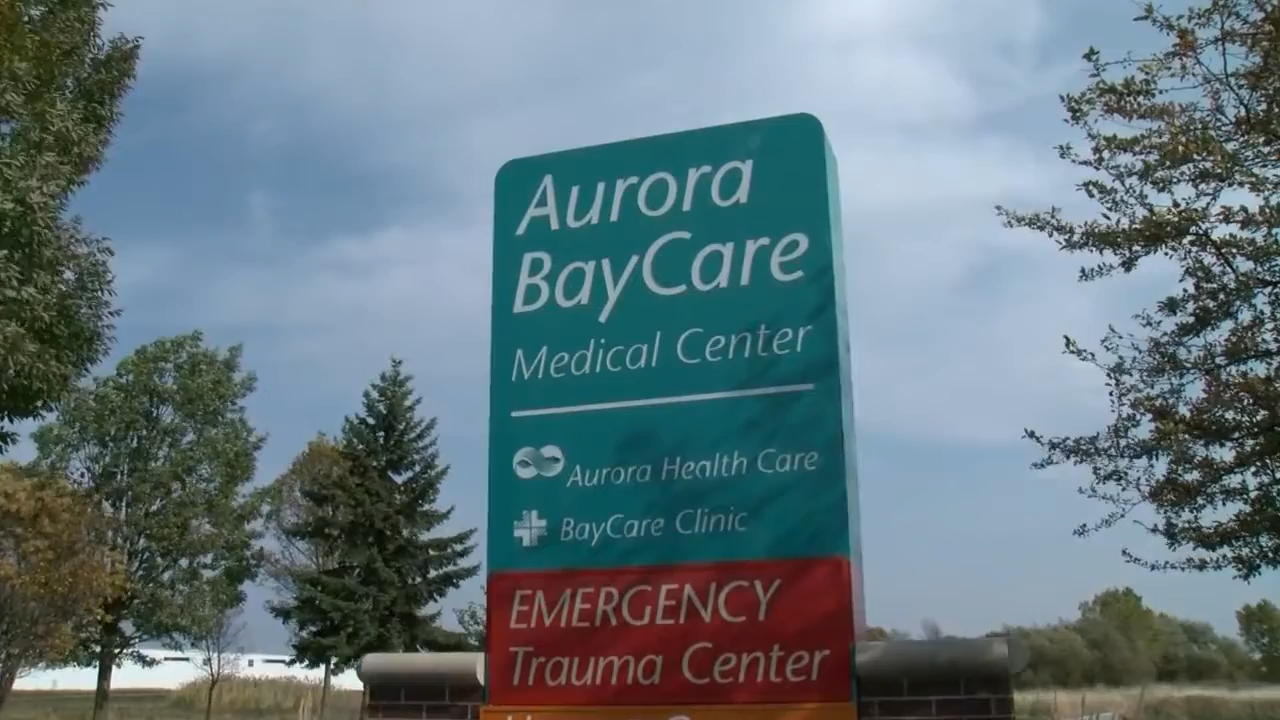 Aurora
BayCare
Medical Center
Aurora Health Care
BayCare Clinic
EMERGENCY
Trauma Center